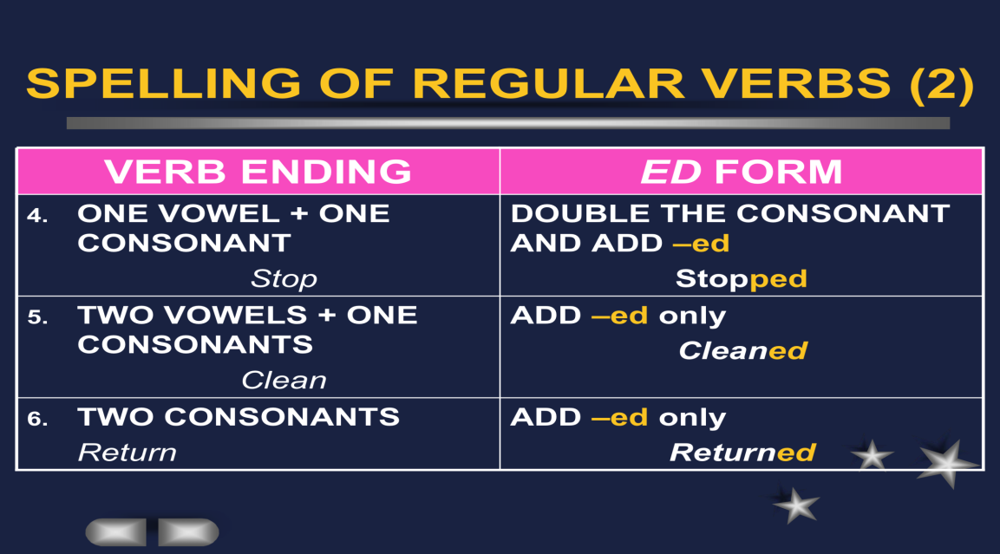 SPELLING OF REGULAR VERBS (2)
VERB ENDING
ED FORM
4. ONE VOWEL + ONE
CONSONANT
Stop
DOUBLE THE CONSONANT
AND ADD –ed
Stopped
5. TWO VOWELS + ONE
CONSONANTS
Clean
ADD –ed only
Cleaned
6. TWO CONSONANTS
Return
ADD –ed only
Returned